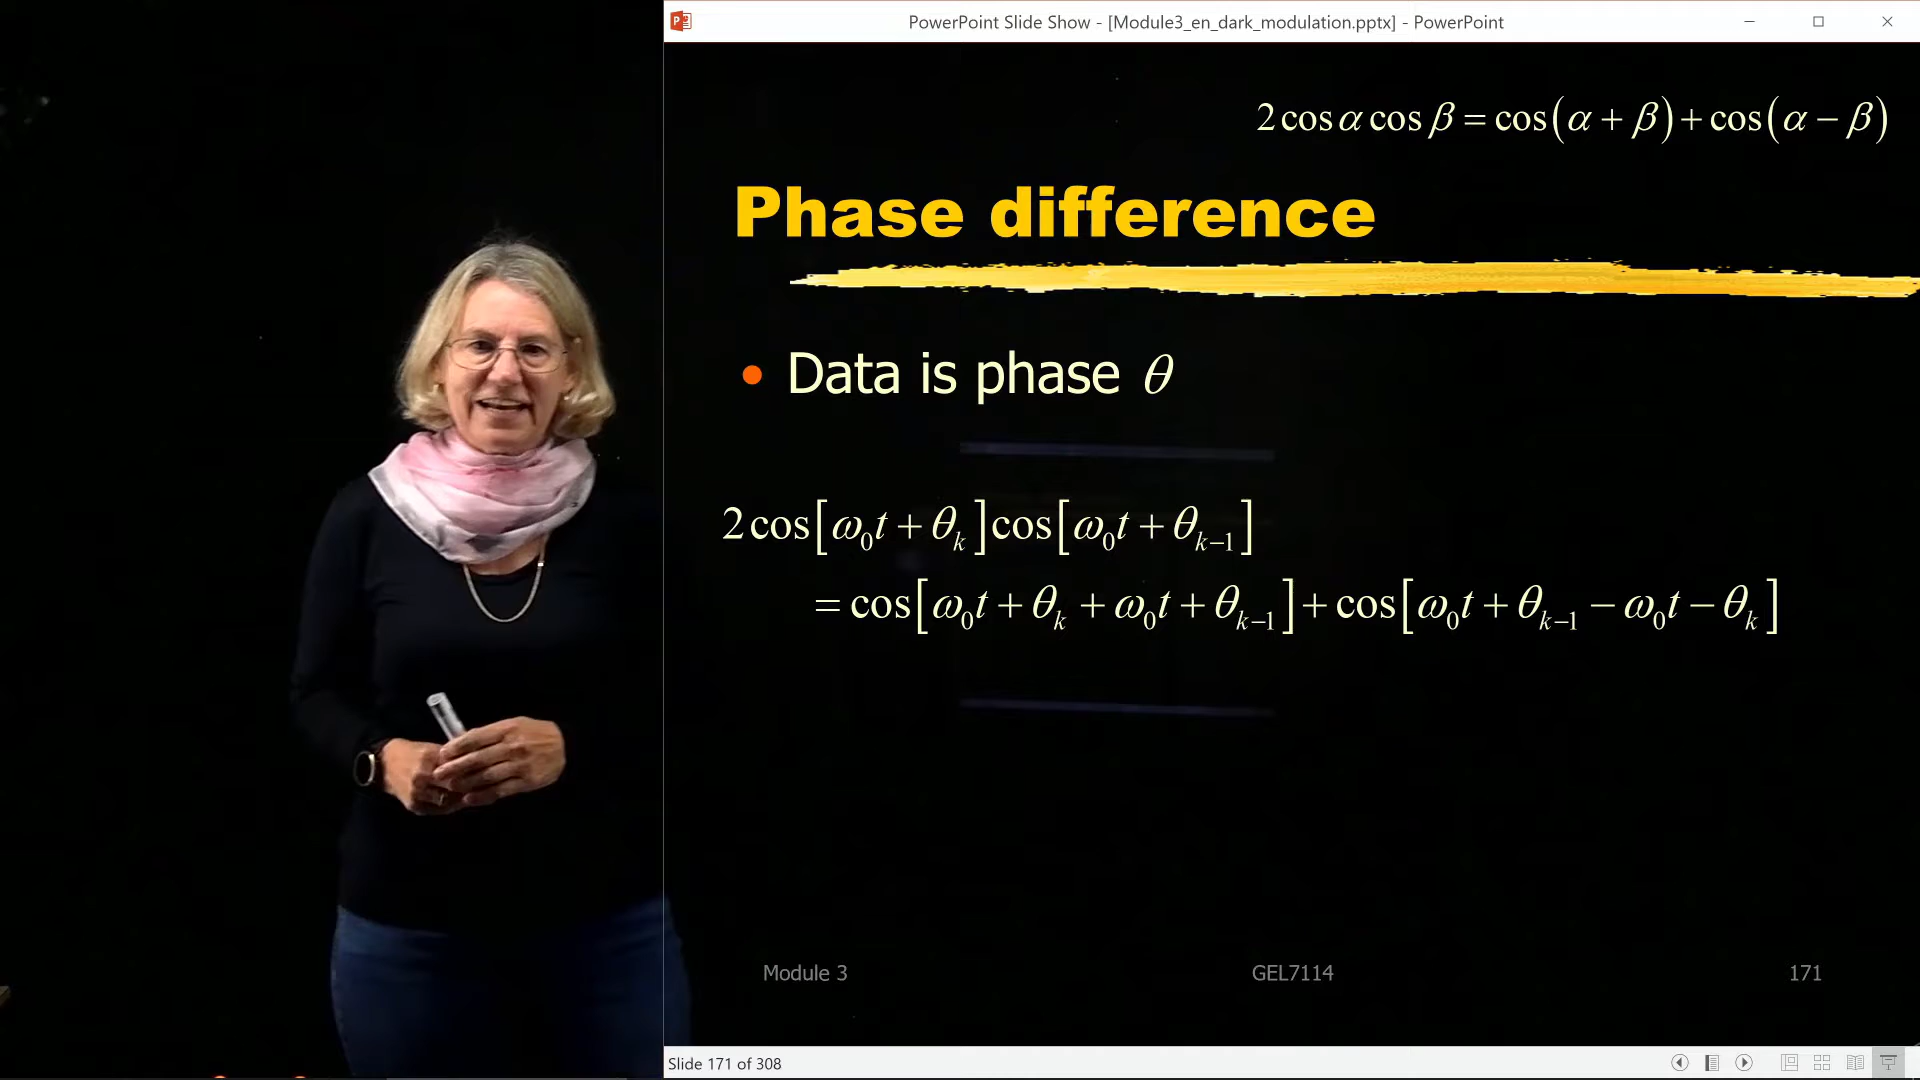 PowerPoint Slide Show - [Module3_en_dark_modulation.pptx] - PowerPoint
2 cos α cos β = cos(α + β) + cos(α − β)
Phase difference
• Data is phase θ
2 cos[ω₀t + θₖ]cos[ω₀t + θₖ₋₁]
= cos[ω₀t + θₖ + ω₀t + θₖ₋₁] + cos[ω₀t + θₖ₋₁ − ω₀t − θₖ]
Module 3
GEL7114
171
Slide 171 of 308